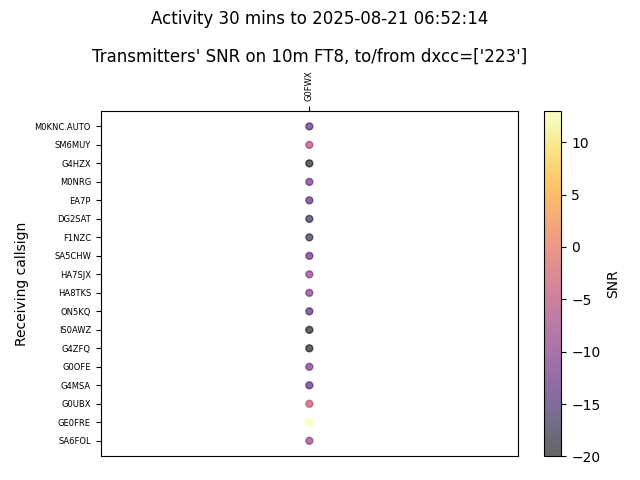 Activity 30 mins to 2025-08-21 06:52:14
Transmitters' SNR on 10m FT8, to/from dxcc=['223']
G0FWX
M0KNC.AUTO
SM6MUY
G4HZX
M0NRG
EA7P
DG2SAT
F1NZC
SA5CHW
HA7SJX
HA8TKS
ON5KQ
IS0AWZ
G4ZFQ
G0OFE
G4MSA
G0UBX
GE0FRE
SA6FOL
Receiving callsign
10
5
0
−5
−10
−15
−20
SNR